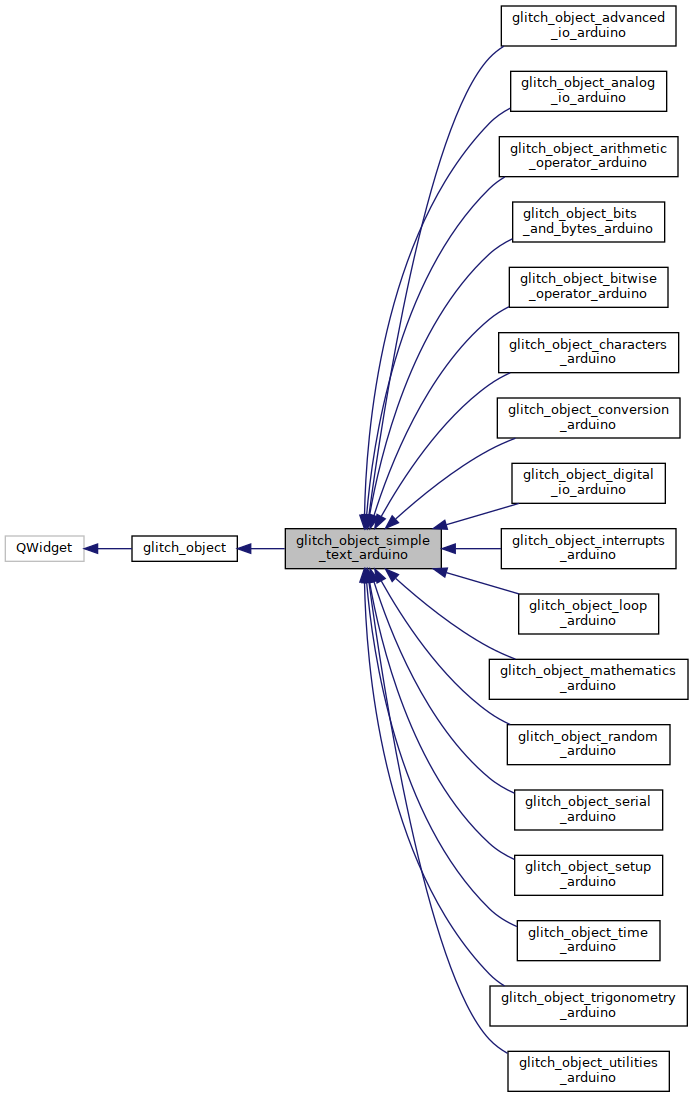 glitch_object_advanced
_io_arduino
glitch_object_analog
_io_arduino
glitch_object_arithmetic
_operator_arduino
glitch_object_bits
_and_bytes_arduino
glitch_object_bitwise
_operator_arduino
glitch_object_characters
_arduino
glitch_object_conversion
_arduino
glitch_object_digital
_io_arduino
QWidget
glitch_object
glitch_object_simple
_text_arduino
glitch_object_interrupts
_arduino
glitch_object_loop
_arduino
glitch_object_mathematics
_arduino
glitch_object_random
_arduino
glitch_object_serial
_arduino
glitch_object_setup
_arduino
glitch_object_time
_arduino
glitch_object_trigonometry
_arduino
glitch_object_utilities
_arduino